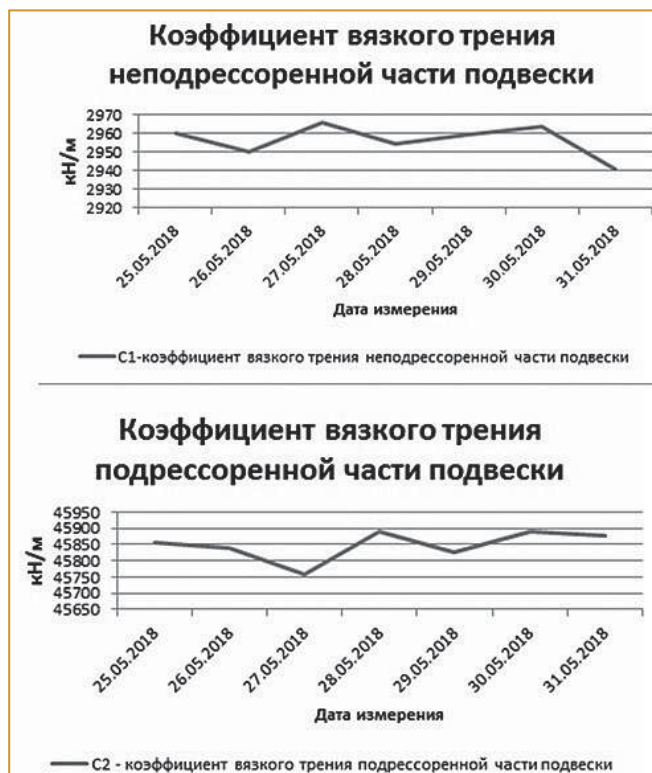 Коэффициент вязкого трения
неподрессоренной части подвески
кН/м
2970
2960
2950
2940
2930
2920
25.05.2018
26.05.2018
27.05.2018
28.05.2018
29.05.2018
30.05.2018
31.05.2018
Дата измерения
С1-коэффициент вязкого трения неподрессоренной части подвески
Коэффициент вязкого трения
подрессоренной части подвески
кН/м
45950
45900
45850
45800
45750
45700
45650
25.05.2018
26.05.2018
27.05.2018
28.05.2018
29.05.2018
30.05.2018
31.05.2018
Дата измерения
С2 - коэффициент вязкого трения подрессоренной части подвески